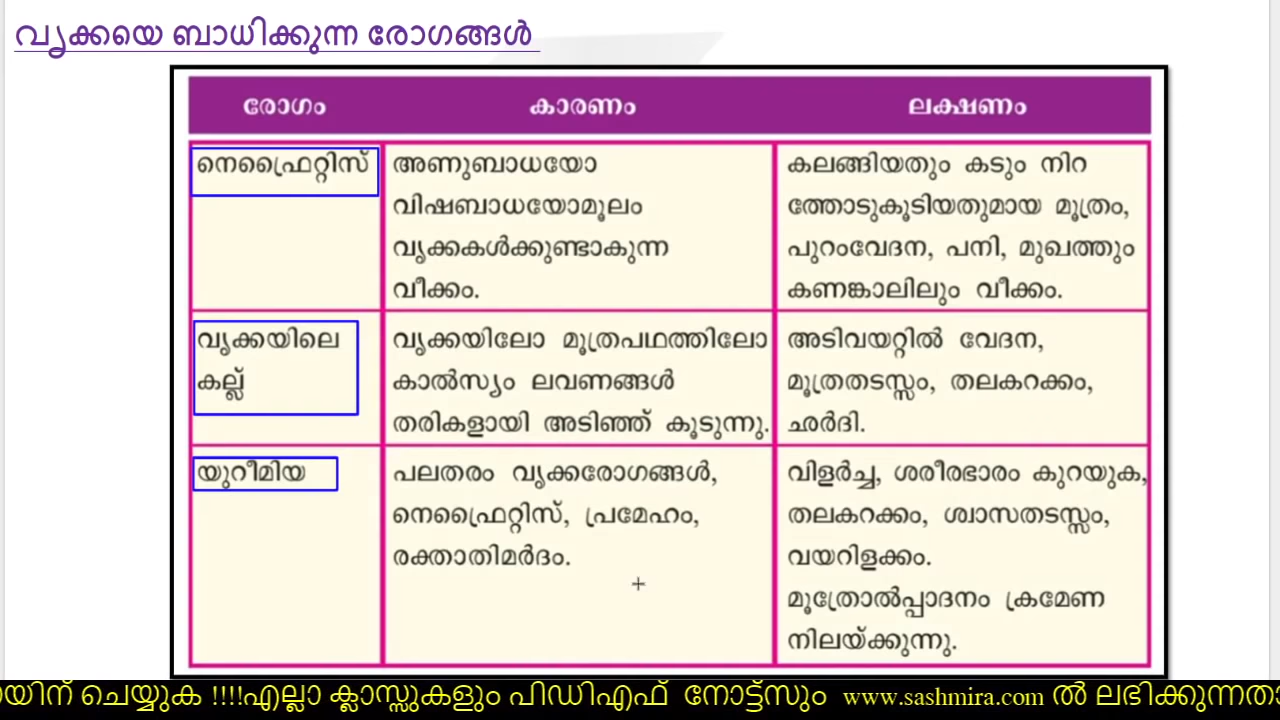 വൃക്കയെ ബാധിക്കുന്ന രോഗങ്ങൾ
രോഗം കാരണം ലക്ഷണം
നെഫ്രൈറ്റിസ്
അണുബാധയോ
വിഷബാധയോമൂലം
വൃക്കകൾക്കുണ്ടാകുന്ന
വീക്കം.
കലങ്ങിയതും കടും നിറ
ത്തോടുകൂടിയതുമായ മൂത്രം,
പുറംവേദന, പനി, മുഖത്തും
കണങ്കാലിലും വീക്കം.
വൃക്കയിലെ
കല്ല്
വൃക്കയിലോ മൂത്രപഥത്തിലോ
കാൽസ്യം ലവണങ്ങൾ
തരികളായി അടിഞ്ഞ് കൂടുന്നു.
അടിവയറ്റിൽ വേദന,
മൂത്രതടസ്സം, തലകറക്കം,
ഛർദി.
യുറീമിയ
പലതരം വൃക്കരോഗങ്ങൾ,
നെഫ്രൈറ്റിസ്, പ്രമേഹം,
രക്താതിമർദം.
വിളർച്ച, ശരീരഭാരം കുറയുക,
തലകറക്കം, ശ്വാസതടസ്സം,
വയറിളക്കം.
മൂത്രോൽപ്പാദനം ക്രമേണ
നിലയ്ക്കുന്നു.
ചെയ്യുക !!!!എല്ലാ ക്ലാസ്സുകളും പിഡിഎഫ് നോട്ട്സും www.sashmira.com ൽ